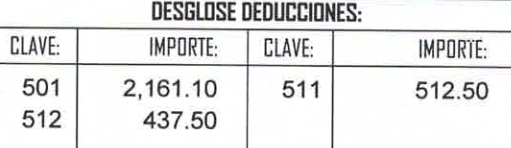 DESGLOSE DEDUCCIONES:
CLAVE: IMPORTE: CLAVE: IMPORTE:
501 2,161.10 511 512.50
512 437.50